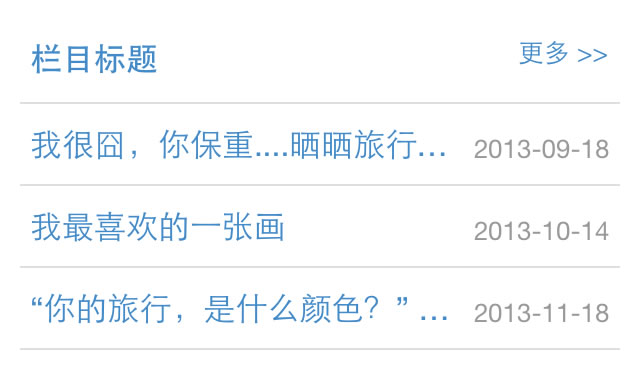 栏目标题 更多 >>
我很囧，你保重....晒晒旅行... 2013-09-18
我最喜欢的一张画 2013-10-14
“你的旅行，是什么颜色？” ... 2013-11-18